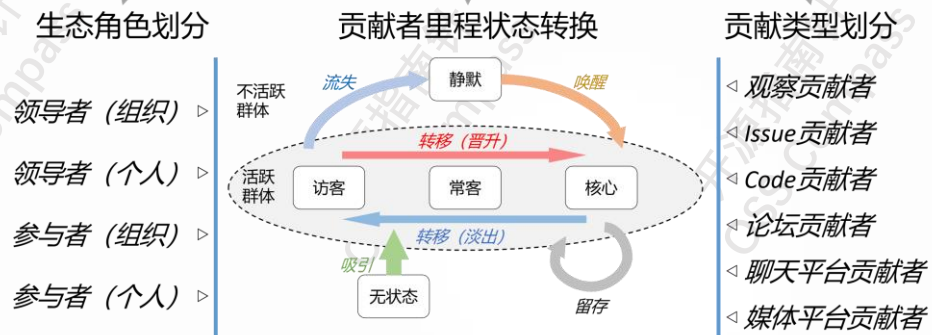 生态角色划分
领导者（组织）
领导者（个人）
参与者（组织）
参与者（个人）
贡献者里程状态转换
不活跃
群体
流失
静默
唤醒
转移（晋升）
活跃
群体
访客
常客
核心
转移（淡出）
吸引
无状态
留存
贡献类型划分
观察贡献者
Issue贡献者
Code贡献者
论坛贡献者
聊天平台贡献者
媒体平台贡献者